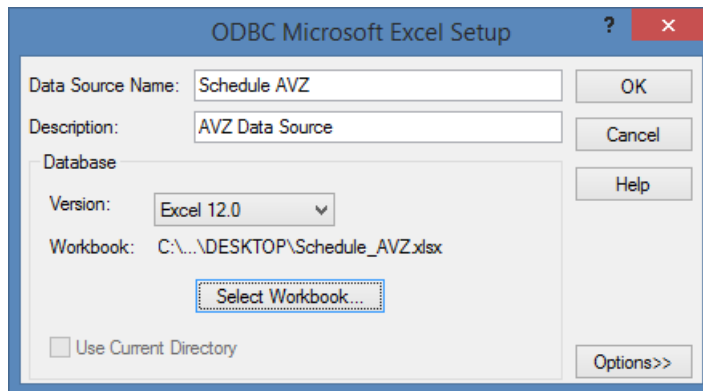 ODBC Microsoft Excel Setup
?
×
Data Source Name:
Schedule AVZ
OK
Description:
AVZ Data Source
Cancel
Database
Help
Version:
Excel 12.0
Workbook:
C:\...\DESKTOP\Schedule_AVZ.xlsx
Select Workbook...
Use Current Directory
Options>>